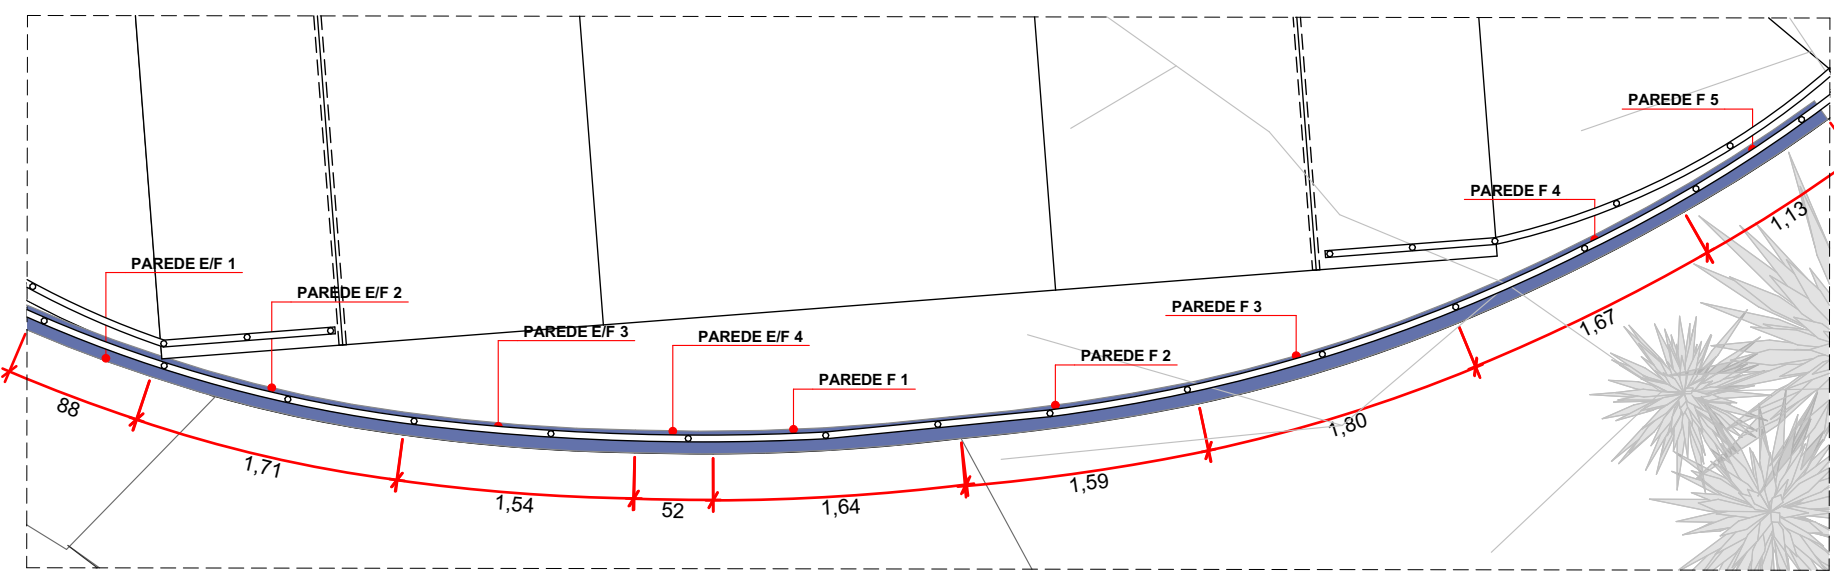 PAREDE F 5
PAREDE F 4
1,13
PAREDE E/F 1
PAREDE E/F 2
PAREDE E/F 3
PAREDE E/F 4
PAREDE F 3
PAREDE F 2
PAREDE F 1
1,67
88
1,80
1,71
1,59
1,54
52
1,64